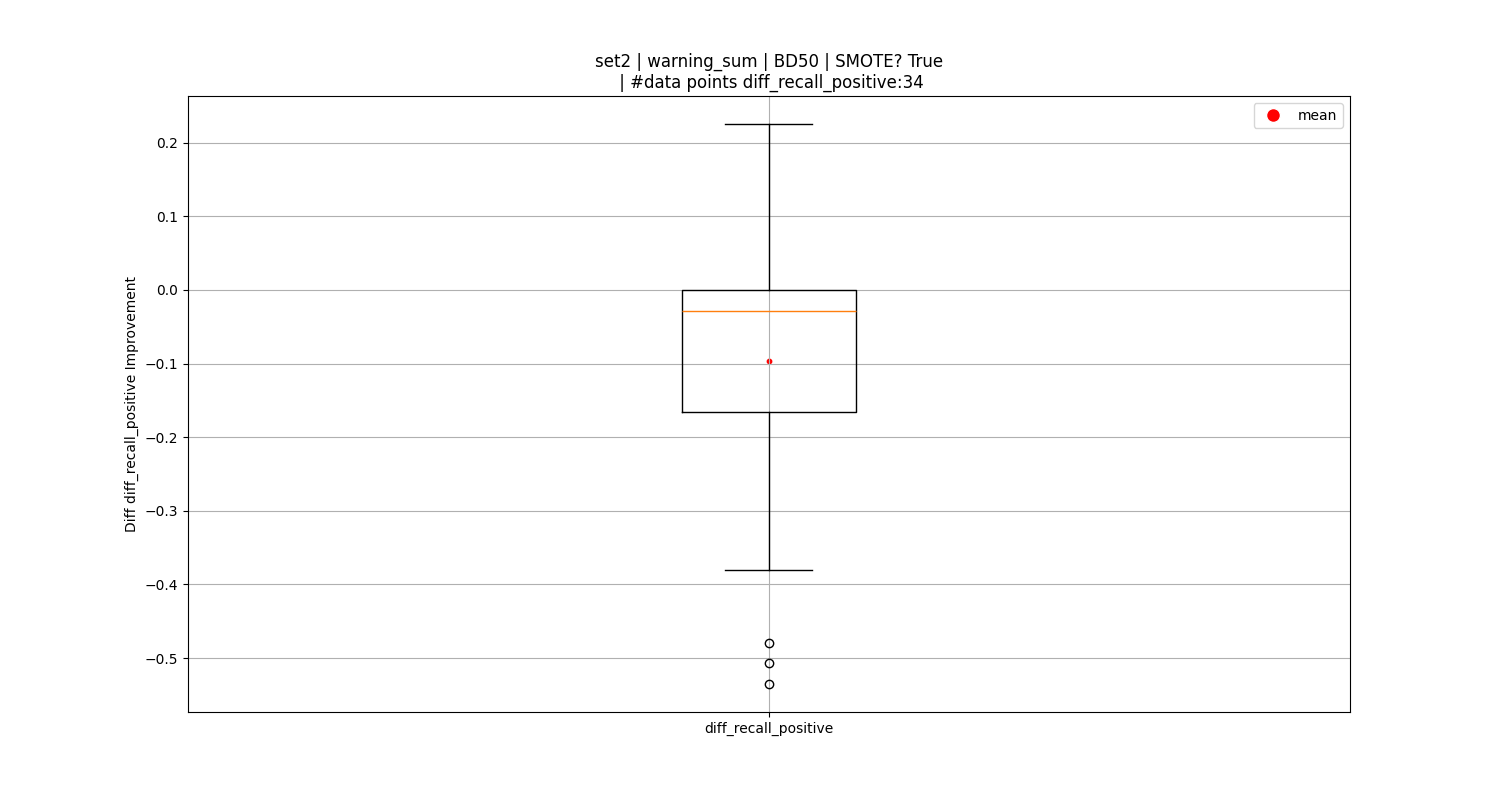 set2 | warning_sum | BD50 | SMOTE? True
| #data points diff_recall_positive:34
mean
0.2
0.1
0.0
−0.1
−0.2
−0.3
−0.4
−0.5
Diff diff_recall_positive Improvement
diff_recall_positive